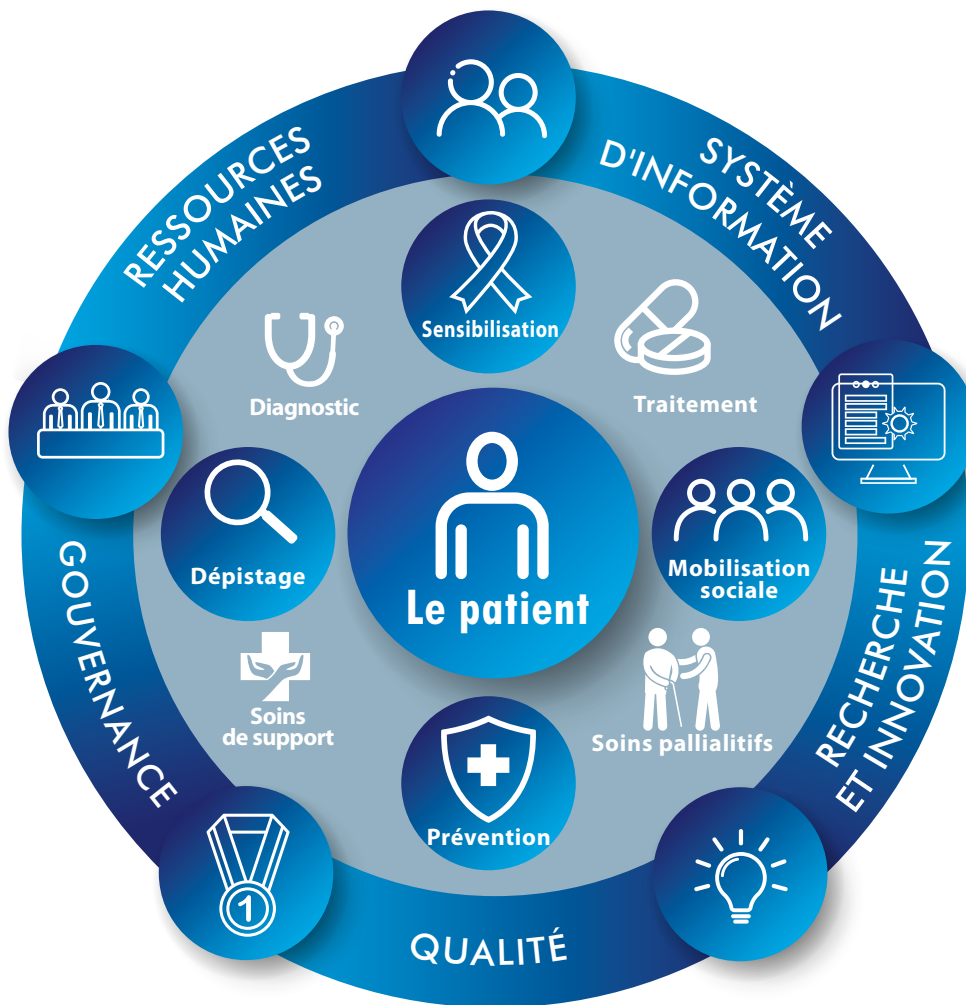 RESSOURCES
HUMAINES
SYSTÈME
D'INFORMATION
Sensibilisation
Diagnostic
Traitement
Dépistage
Le patient
Mobilisation
sociale
GOUVERNANCE
RECHERCHE
ET INNOVATION
Soins
de support
Soins pallialitifs
Prévention
1
QUALITÉ